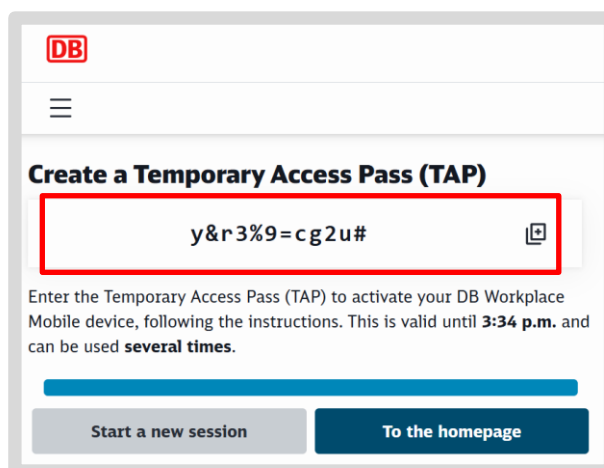 DB
Create a Temporary Access Pass (TAP)
y&r3%9=cg2u#
Enter the Temporary Access Pass (TAP) to activate your DB Workplace
Mobile device, following the instructions. This is valid until 3:34 p.m. and
can be used several times.
Start a new session
To the homepage